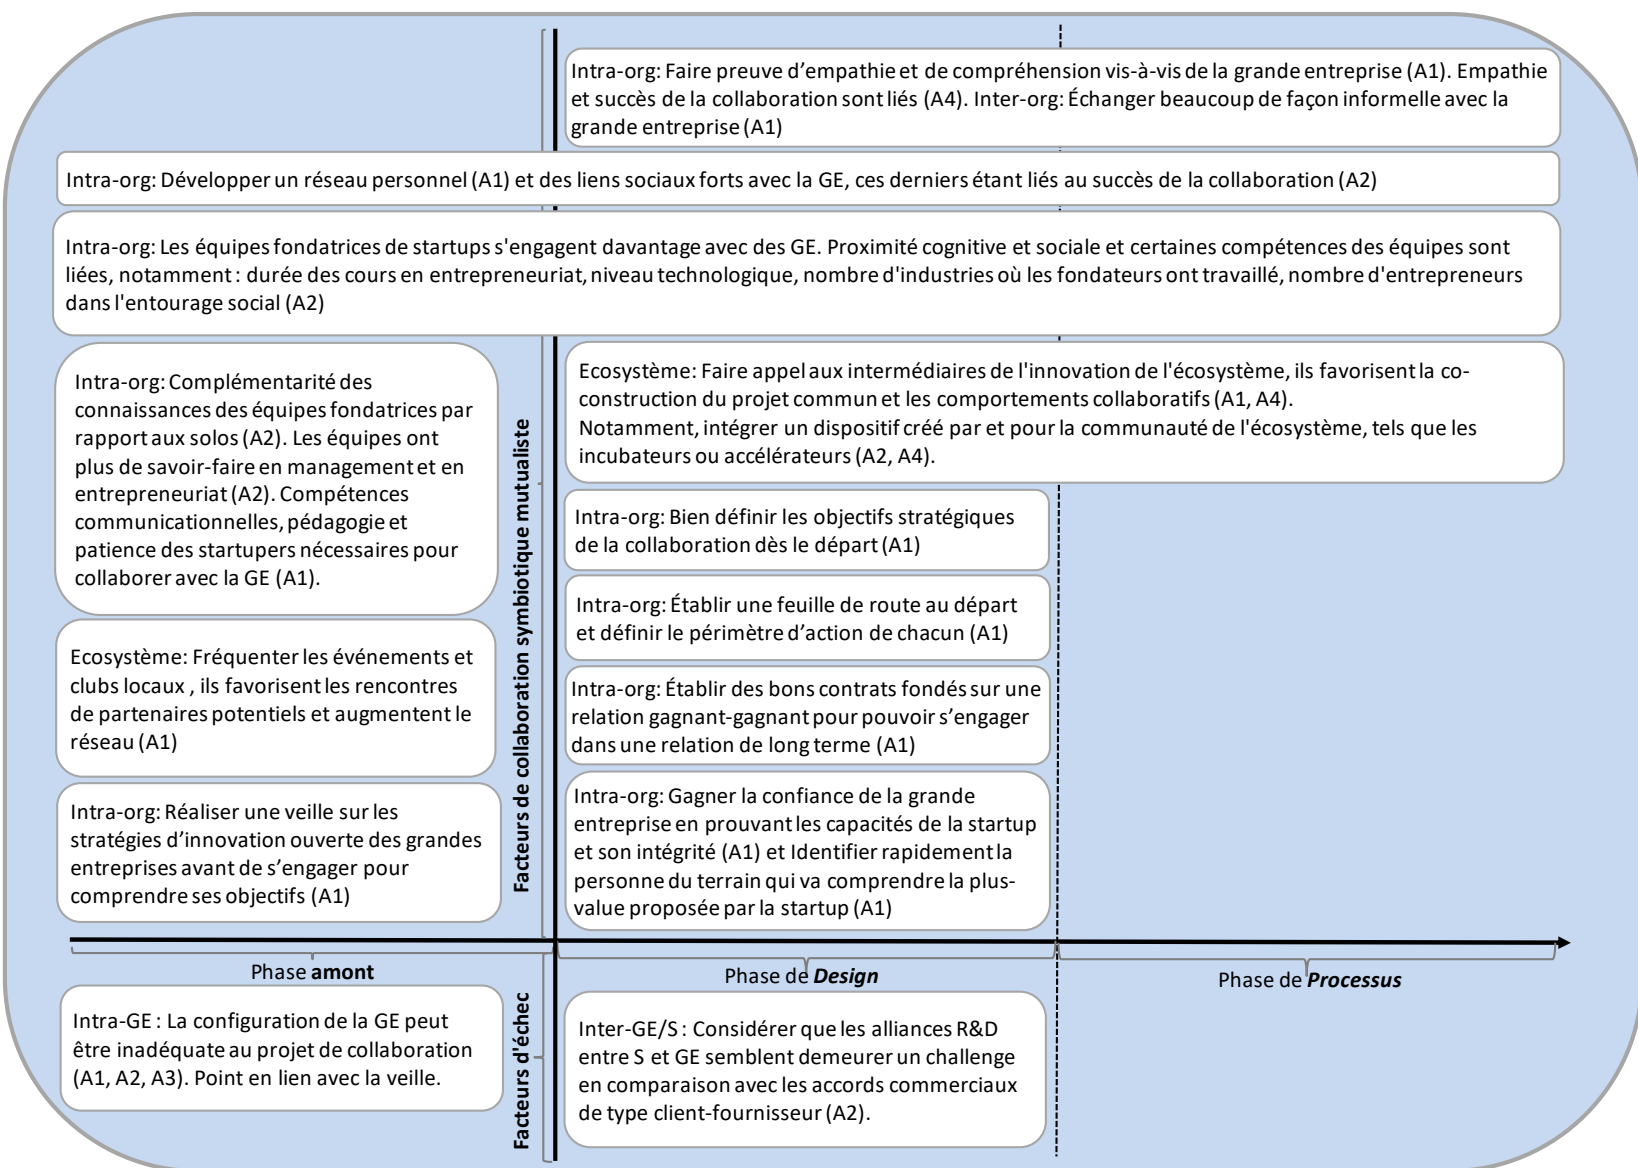 Intra-org: Faire preuve d’empathie et de compréhension vis-à-vis de la grande entreprise (A1). Empathie
et succès de la collaboration sont liés (A4). Inter-org: Échanger beaucoup de façon informelle avec la
grande entreprise (A1)
Intra-org: Développer un réseau personnel (A1) et des liens sociaux forts avec la GE, ces derniers étant liés au succès de la collaboration (A2)
Intra-org: Les équipes fondatrices de startups s'engagent davantage avec des GE. Proximité cognitive et sociale et certaines compétences des équipes sont
liées, notamment : durée des cours en entrepreneuriat, niveau technologique, nombre d'industries où les fondateurs ont travaillé, nombre d'entrepreneurs
dans l'entourage social (A2)
Intra-org: Complémentarité des
connaissances des équipes fondatrices par
rapport aux solos (A2). Les équipes ont
plus de savoir-faire en management et en
entrepreneuriat (A2). Compétences
communicationnelles, pédagogie et
patience des startupers nécessaires pour
collaborer avec la GE (A1).
Ecosystème: Fréquenter les événements et
clubs locaux , ils favorisent les rencontres
de partenaires potentiels et augmentent le
réseau (A1)
Intra-org: Réaliser une veille sur les
stratégies d’innovation ouverte des grandes
entreprises avant de s’engager pour
comprendre ses objectifs (A1)
Facteurs de collaboration symbiotique mutualiste
Ecosystème: Faire appel aux intermédiaires de l'innovation de l'écosystème, ils favorisent la co-
construction du projet commun et les comportements collaboratifs (A1, A4).
Notamment, intégrer un dispositif créé par et pour la communauté de l'écosystème, tels que les
incubateurs ou accélérateurs (A2, A4).
Intra-org: Bien définir les objectifs stratégiques
de la collaboration dès le départ (A1)
Intra-org: Établir une feuille de route au départ
et définir le périmètre d’action de chacun (A1)
Intra-org: Établir des bons contrats fondés sur une
relation gagnant-gagnant pour pouvoir s’engager
dans une relation de long terme (A1)
Intra-org: Gagner la confiance de la grande
entreprise en prouvant les capacités de la startup
et son intégrité (A1) et Identifier rapidement la
personne du terrain qui va comprendre la plus-
value proposée par la startup (A1)
Phase amont
Phase de Design
Phase de Processus
Intra-GE : La configuration de la GE peut
être inadéquate au projet de collaboration
(A1, A2, A3). Point en lien avec la veille.
Facteurs d'échec
Inter-GE/S : Considérer que les alliances R&D
entre S et GE semblent demeurer un challenge
en comparaison avec les accords commerciaux
de type client-fournisseur (A2).